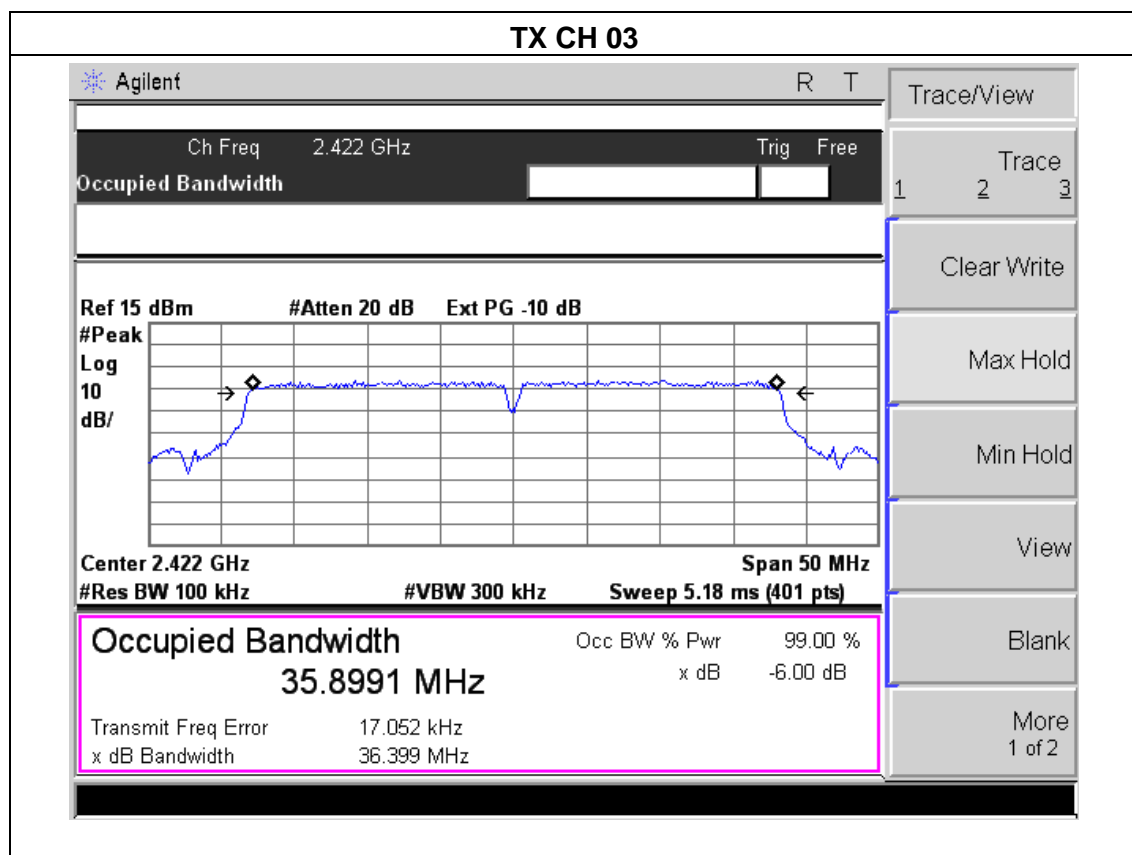 TX CH 03
Agilent R T
Trace/View
Ch Freq 2.422 GHz Trig Free
Occupied Bandwidth
Trace
1 2 3
Clear Write
Ref 15 dBm #Atten 20 dB Ext PG -10 dB
#Peak
Log
10
dB/
Max Hold
Min Hold
View
Center 2.422 GHz Span 50 MHz
#Res BW 100 kHz #VBW 300 kHz Sweep 5.18 ms (401 pts)
Occupied Bandwidth Occ BW % Pwr 99.00 %
35.8991 MHz x dB -6.00 dB
Blank
Transmit Freq Error 17.052 kHz
x dB Bandwidth 36.399 MHz
More
1 of 2